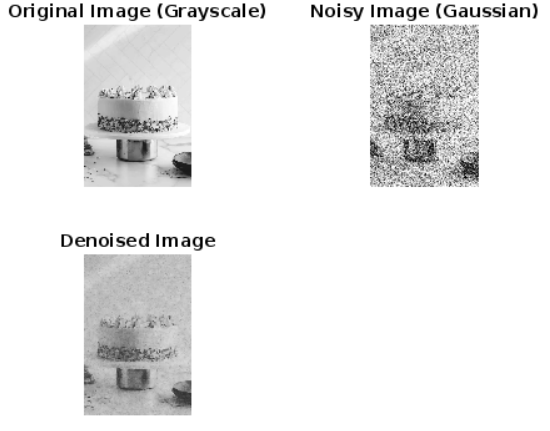 Original Image (Grayscale)
Noisy Image (Gaussian)
Denoised Image